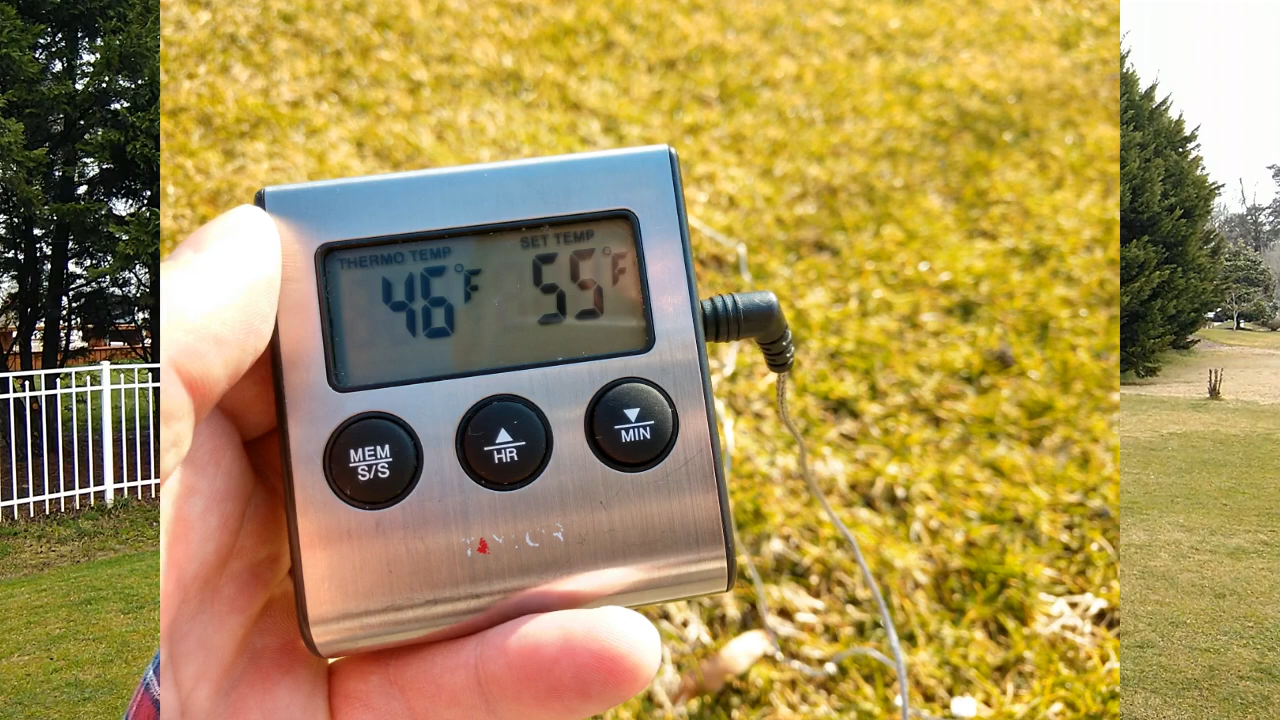 THERMO TEMP SET TEMP
46°F 55°F
MEM
S/S
HR
MIN